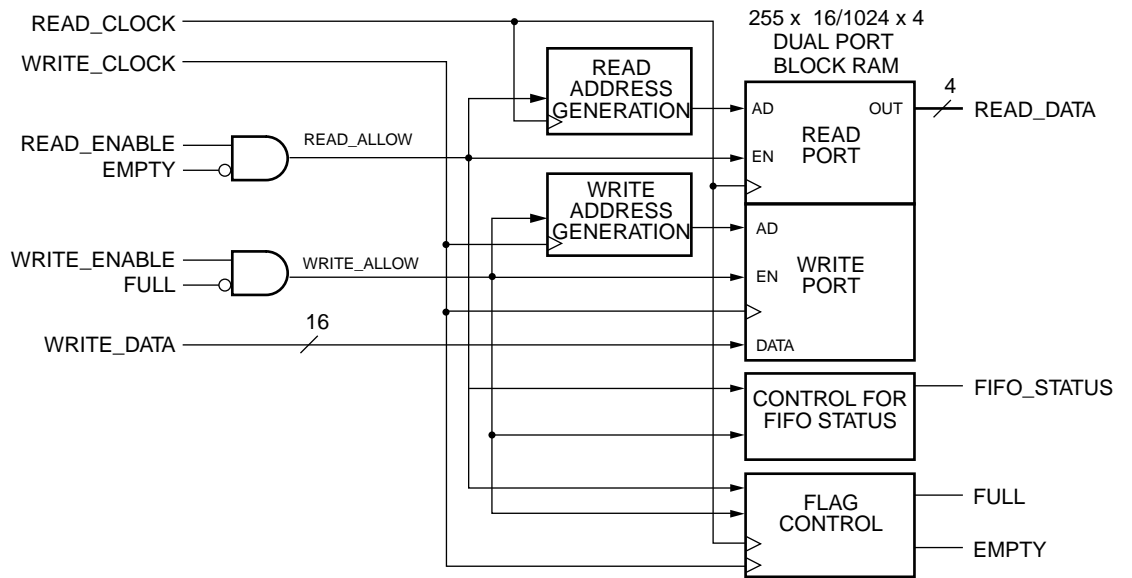 READ_CLOCK
WRITE_CLOCK
255 x 16/1024 x 4
DUAL PORT
BLOCK RAM
READ
ADDRESS
GENERATION
AD
OUT
4
READ_DATA
READ
PORT
READ_ENABLE
EMPTY
READ_ALLOW
EN
WRITE
ADDRESS
GENERATION
AD
WRITE_ENABLE
FULL
WRITE_ALLOW
EN
WRITE
PORT
WRITE_DATA
16
DATA
CONTROL FOR
FIFO STATUS
FIFO_STATUS
FLAG
CONTROL
FULL
EMPTY